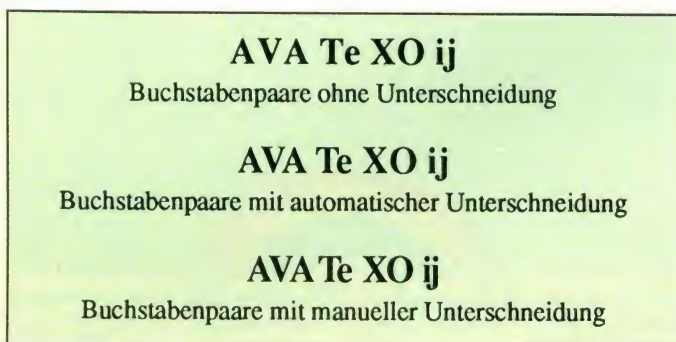 AVA Te XO ij
Buchstabenpaare ohne Unterschneidung
AVA Te XO ij
Buchstabenpaare mit automatischer Unterschneidung
AVA Te XO ij
Buchstabenpaare mit manueller Unterschneidung